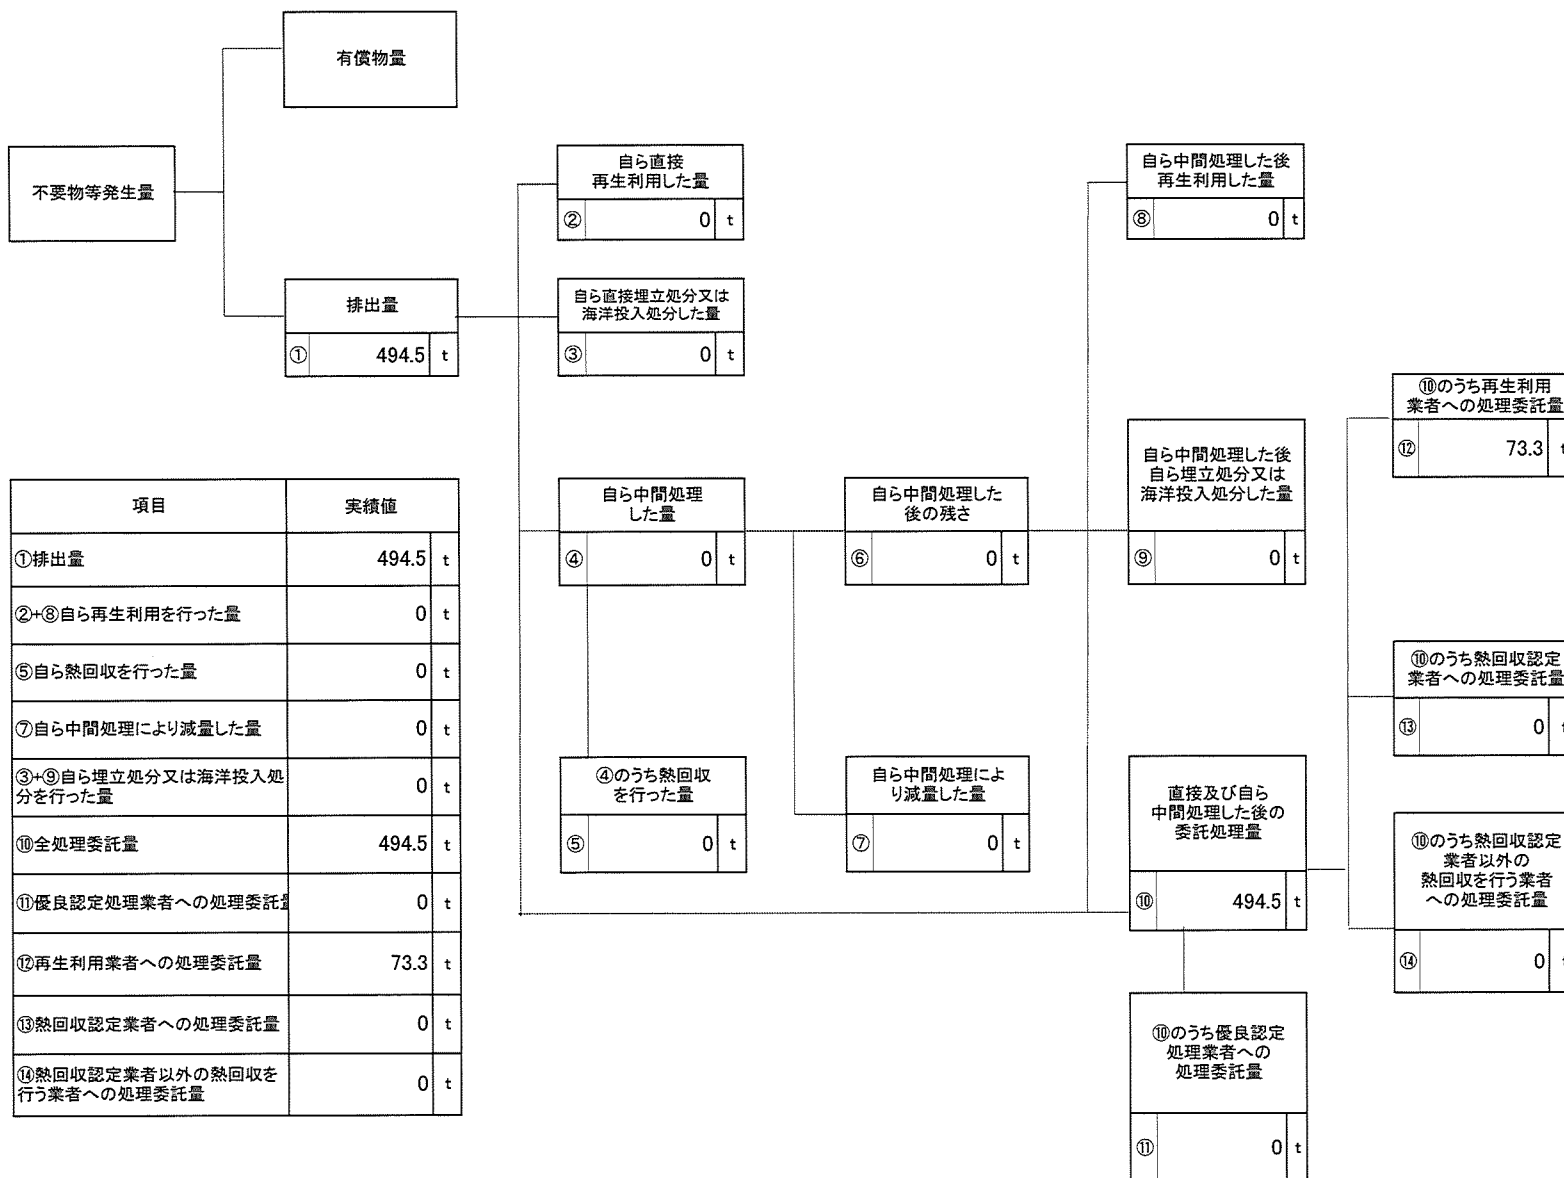 有償物量
不要物等発生量
排出量
① 494.5 t
自ら直接
再生利用した量
② 0 t
自ら直接埋立処分又は
海洋投入処分した量
③ 0 t
自ら中間処理
した量
④ 0 t
④のうち熱回収
を行った量
⑤ 0 t
自ら中間処理した
後の残さ
⑥ 0 t
自ら中間処理によ
り減量した量
⑦ 0 t
自ら中間処理した後
再生利用した量
⑧ 0 t
自ら中間処理した後
自ら埋立処分又は
海洋投入処分した量
⑨ 0 t
直接及び自ら
中間処理した後の
委託処理量
⑩ 494.5 t
⑩のうち優良認定
処理業者への
処理委託量
⑪ 0 t
⑩のうち再生利用
業者への処理委託量
⑫ 73.3 t
⑩のうち熱回収認定
業者への処理委託量
⑬ 0 t
⑩のうち熱回収認定
業者以外の
熱回収を行う業者
への処理委託量
⑭ 0 t
項目 実績値
①排出量 494.5 t
②+⑧自ら再生利用を行った量 0 t
⑤自ら熱回収を行った量 0 t
⑦自ら中間処理により減量した量 0 t
③+⑨自ら埋立処分又は海洋投入処
分を行った量 0 t
⑩全処理委託量 494.5 t
⑪優良認定処理業者への処理委託量 0 t
⑫再生利用業者への処理委託量 73.3 t
⑬熱回収認定業者への処理委託量 0 t
⑭熱回収認定業者以外の熱回収を
行う業者への処理委託量 0 t